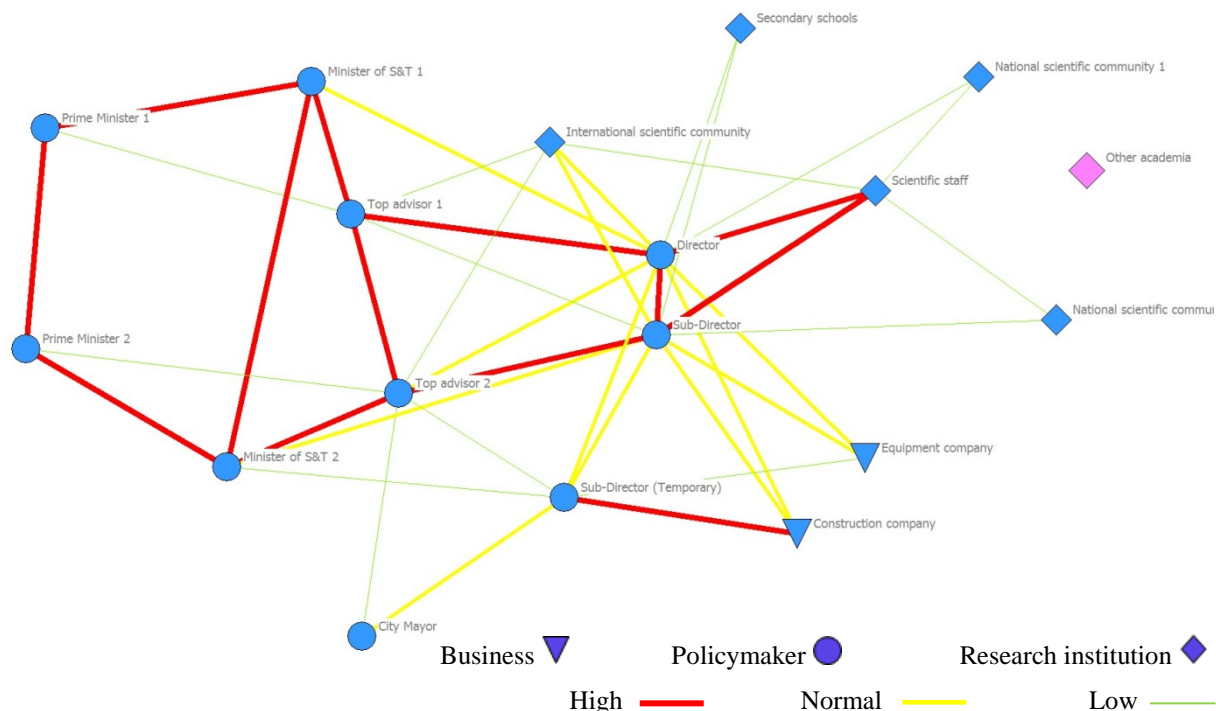 Secondary schools
Minister of S&T 1
National scientific community 1
Prime Minister 1
International scientific community
Other academia
Scientific staff
Top advisor 1
Director
National scientific commu
Sub-Director
Prime Minister 2
Top advisor 2
Equipment company
Minister of S&T 2
Sub-Director (Temporary)
Construction company
City Mayor
Business Policymaker Research institution
High Normal Low